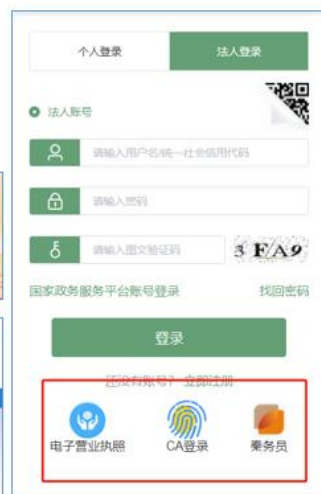 个人登录 法人登录
法人账号
请输入用户名/统一社会信用代码
请输入密码
请输入图文验证码 3 F/A9
国家政务服务平台账号登录 找回密码
登录
还没有账号? 立即注册
电子营业执照 CA登录 秦务员